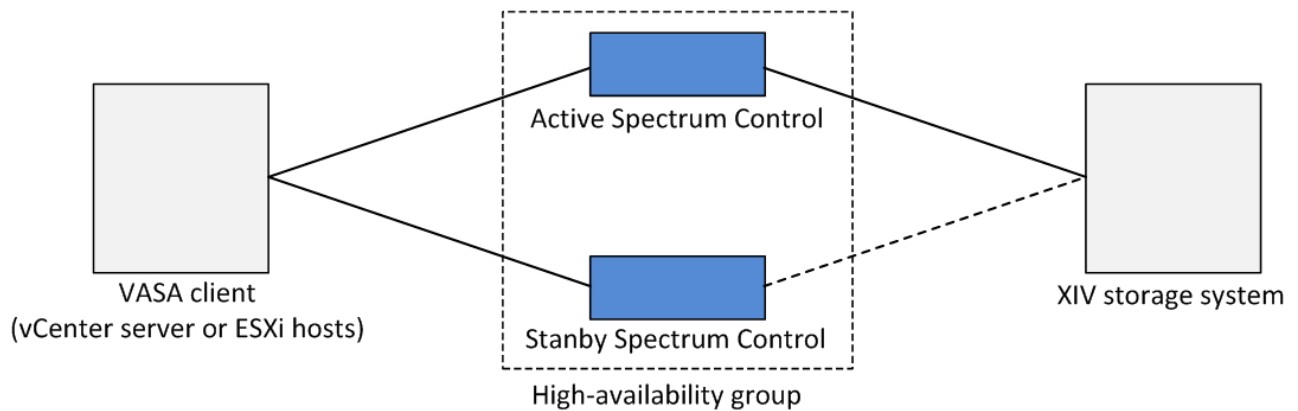 Active Spectrum Control
VASA client
(vCenter server or ESXi hosts)
XIV storage system
Stanby Spectrum Control
High-availability group